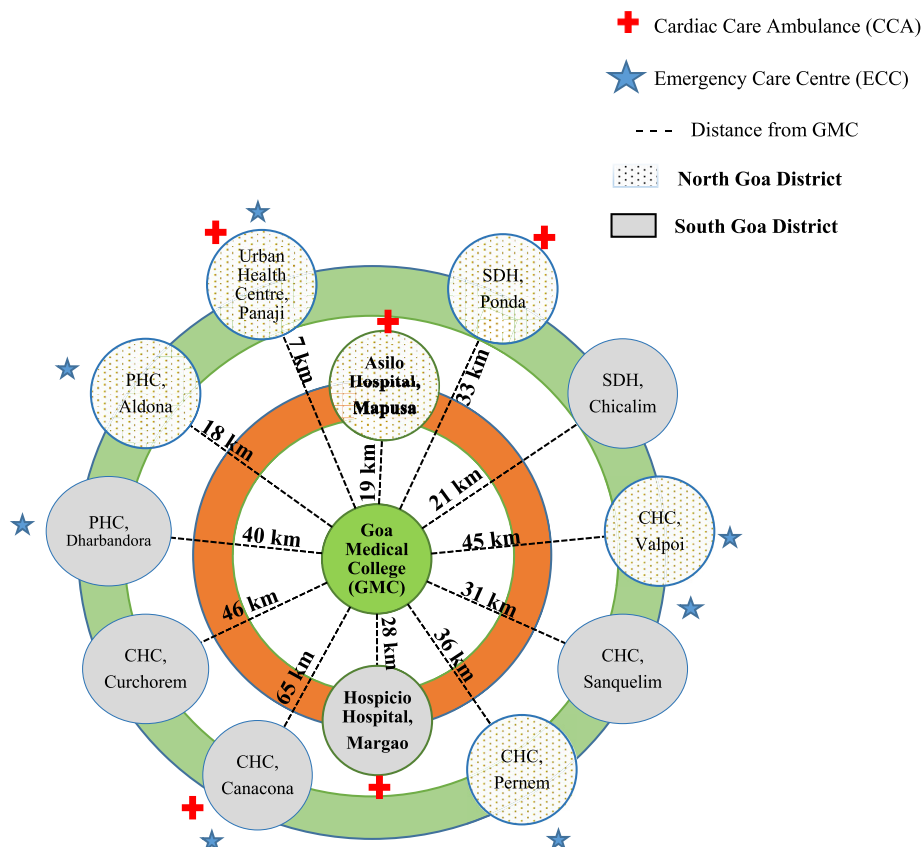 Cardiac Care Ambulance (CCA)
Emergency Care Centre (ECC)
Distance from GMC
North Goa District
South Goa District
Urban
Health
Centre,
Panaji
SDH,
Ponda
Asilo
Hospital,
Mapusa
PHC,
Aldona
SDH,
Chicalim
7 km
33 km
18 km
19 km
21 km
PHC,
Dharbandora
40 km
Goa
Medical
College
(GMC)
45 km
CHC,
Valpoi
46 km
31 km
28 km
36 km
65 km
CHC,
Curchorem
CHC,
Sanquelim
Hospicio
Hospital,
Margao
CHC,
Canacona
CHC,
Pernem